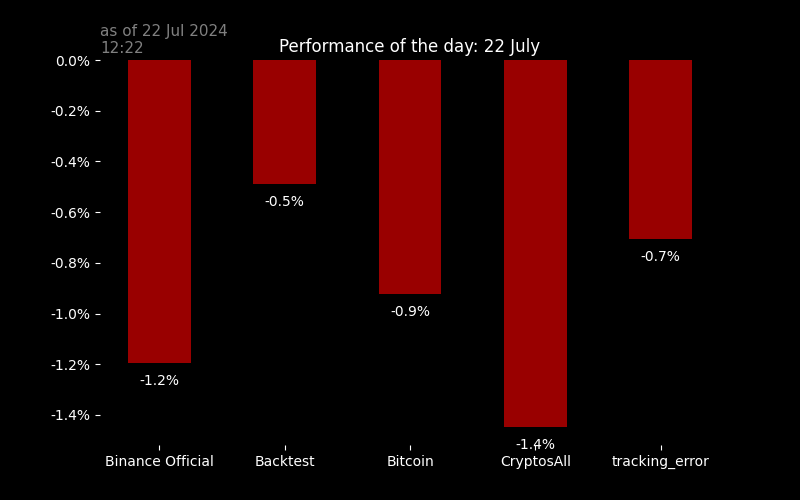 as of 22 Jul 2024
12:22
Performance of the day: 22 July
0.0%
-0.2%
-0.4%
-0.6%
-0.8%
-1.0%
-1.2%
-1.4%
-1.2%
-0.5%
-0.9%
-1.4%
-0.7%
Binance Official
Backtest
Bitcoin
CryptosAll
tracking_error